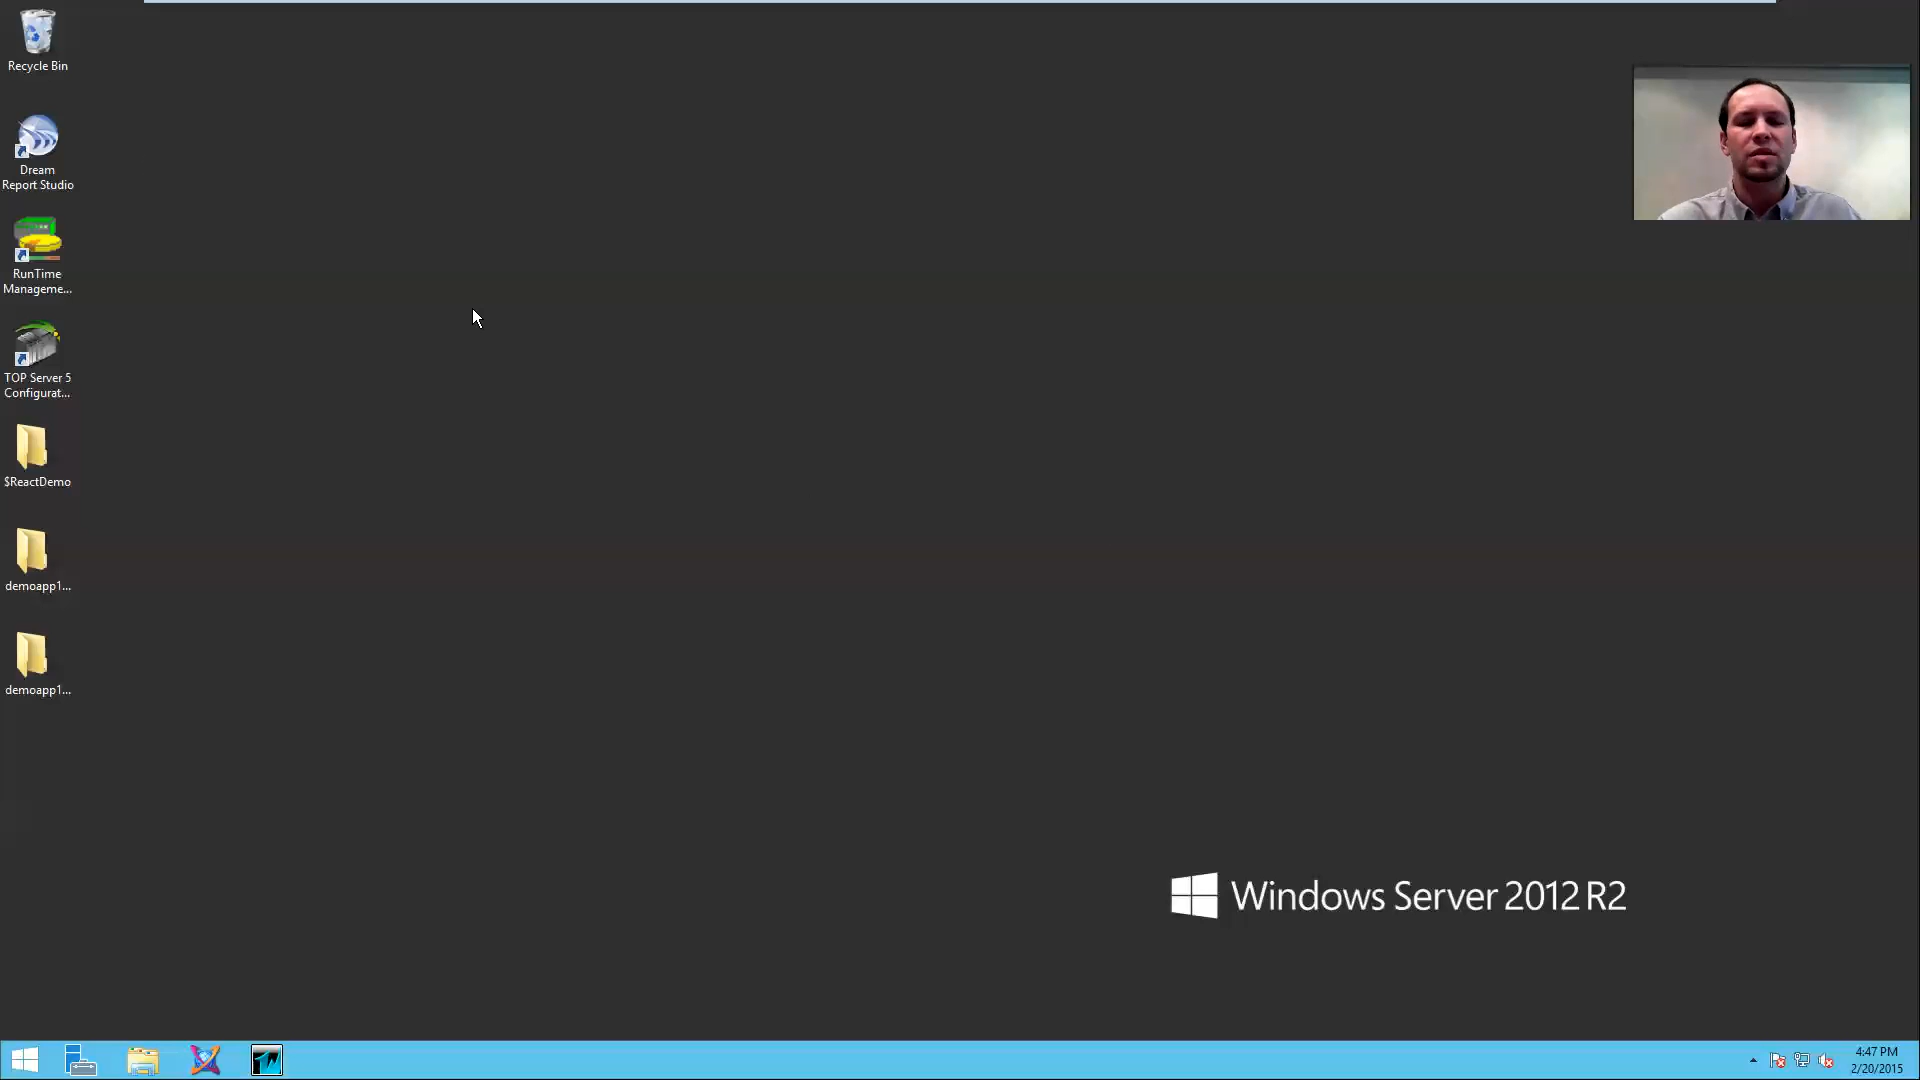 Recycle Bin
Dream
Report Studio
RunTime
Manageme...
TOP Server 5
Configurat...
$ReactDemo
demoapp1...
demoapp1...
Windows Server 2012 R2
4:47 PM
2/20/2015